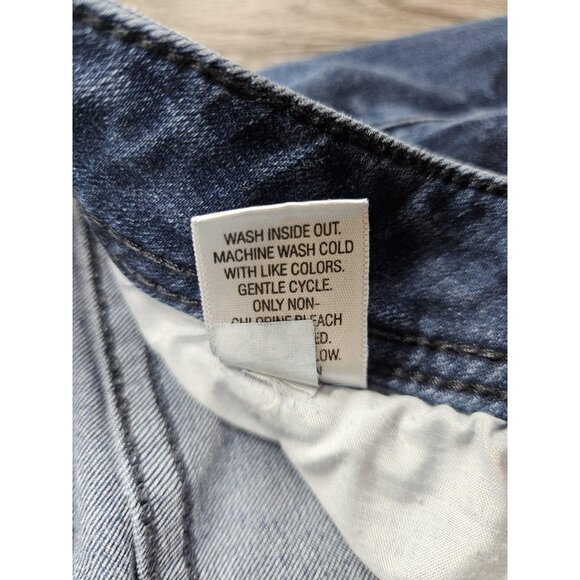 WASH INSIDE OUT.
MACHINE WASH COLD
WITH LIKE COLORS.
GENTLE CYCLE.
ONLY NON-
CHLORINE BLEACH